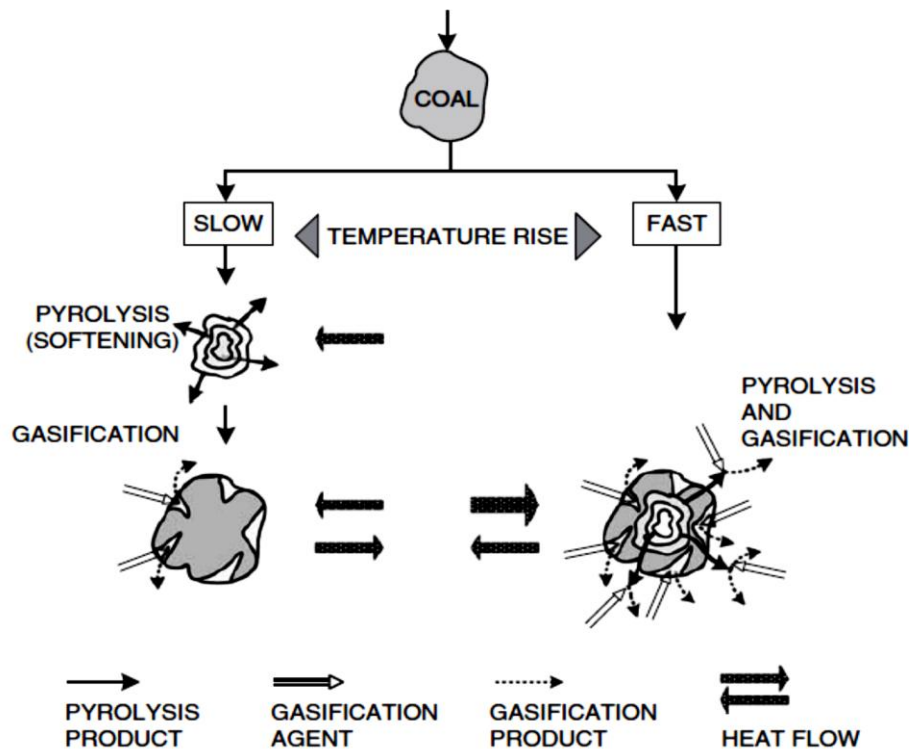 COAL
SLOW
TEMPERATURE RISE
FAST
PYROLYSIS
(SOFTENING)
GASIFICATION
PYROLYSIS
AND
GASIFICATION
PYROLYSIS
PRODUCT
GASIFICATION
AGENT
GASIFICATION
PRODUCT
HEAT FLOW